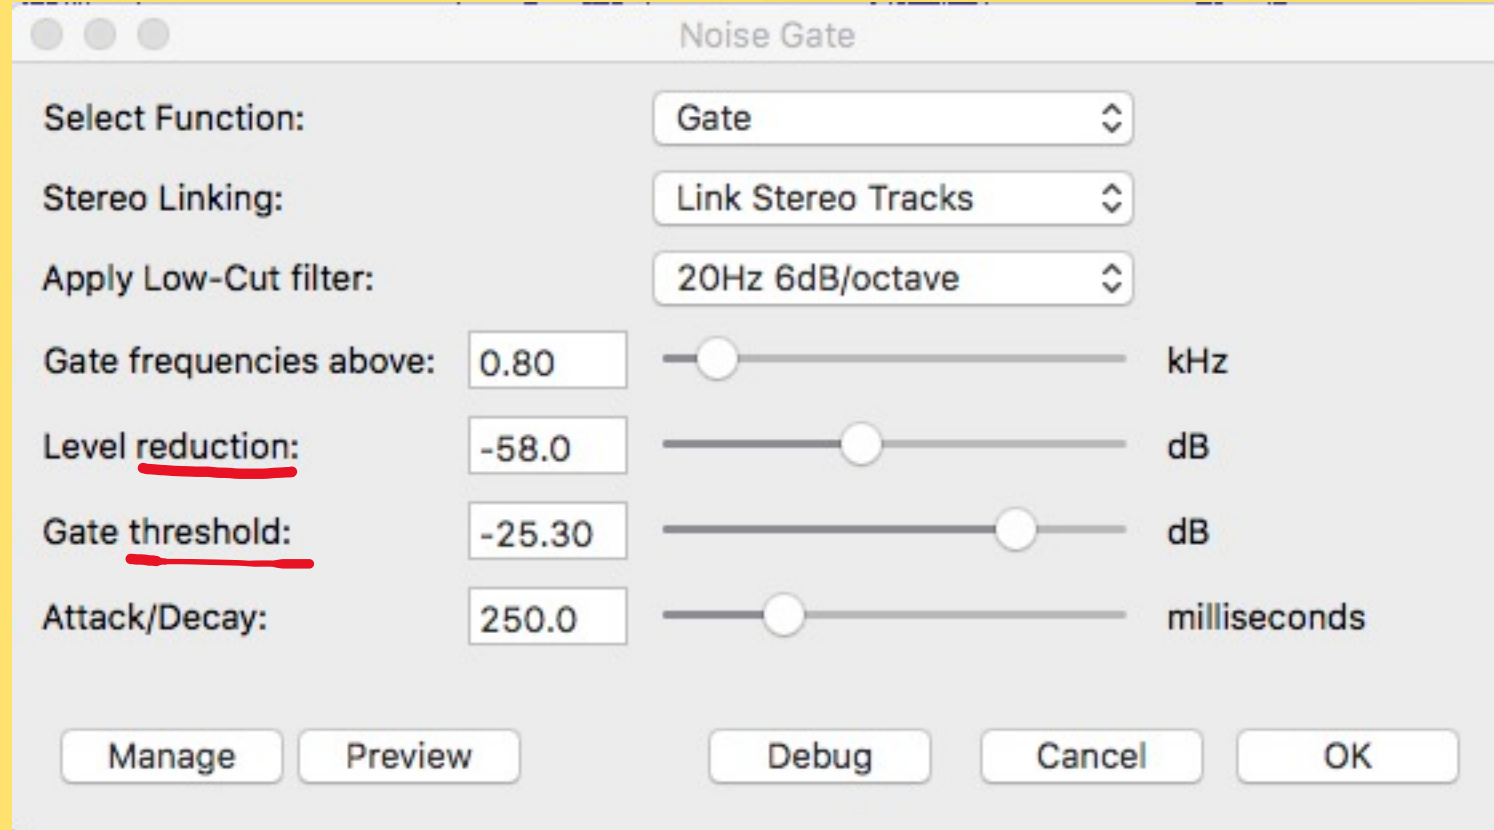 Noise Gate
Select Function: Gate
Stereo Linking: Link Stereo Tracks
Apply Low-Cut filter: 20Hz 6dB/octave
Gate frequencies above: 0.80 kHz
Level reduction: -58.0 dB
Gate threshold: -25.30 dB
Attack/Decay: 250.0 milliseconds
Manage Preview Debug Cancel OK